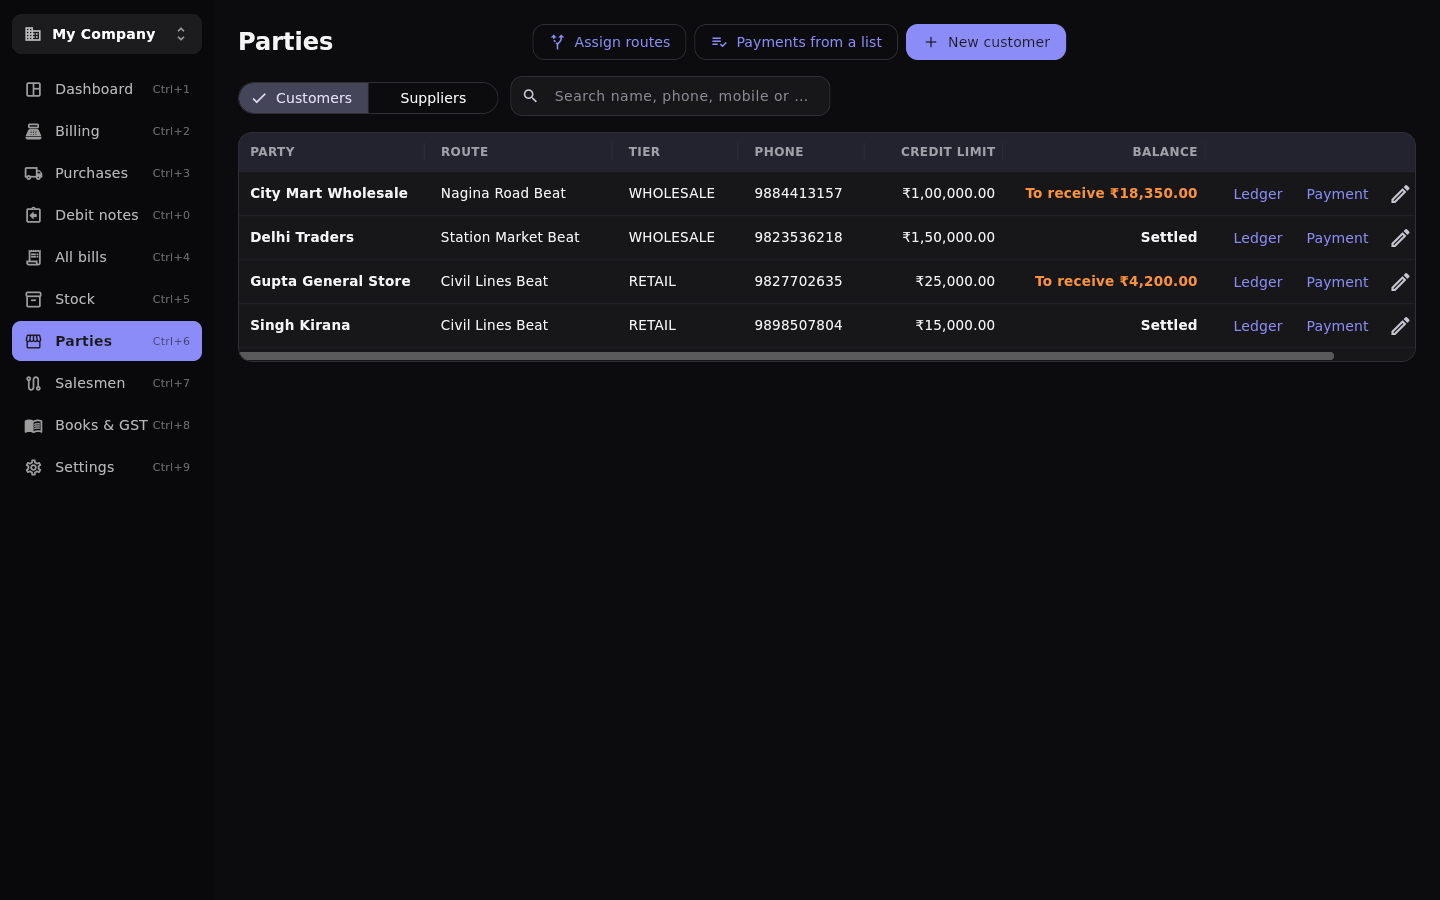 My Company
Dashboard Ctrl+1
Billing Ctrl+2
Purchases Ctrl+3
Debit notes Ctrl+0
All bills Ctrl+4
Stock Ctrl+5
Parties Ctrl+6
Salesmen Ctrl+7
Books & GST Ctrl+8
Settings Ctrl+9
Parties
Assign routes
Payments from a list
New customer
Customers
Suppliers
Search name, phone, mobile or ...
PARTY ROUTE TIER PHONE CREDIT LIMIT BALANCE
City Mart Wholesale Nagina Road Beat WHOLESALE 9884413157 ₹1,00,000.00 To receive ₹18,350.00 Ledger Payment
Delhi Traders Station Market Beat WHOLESALE 9823536218 ₹1,50,000.00 Settled Ledger Payment
Gupta General Store Civil Lines Beat RETAIL 9827702635 ₹25,000.00 To receive ₹4,200.00 Ledger Payment
Singh Kirana Civil Lines Beat RETAIL 9898507804 ₹15,000.00 Settled Ledger Payment